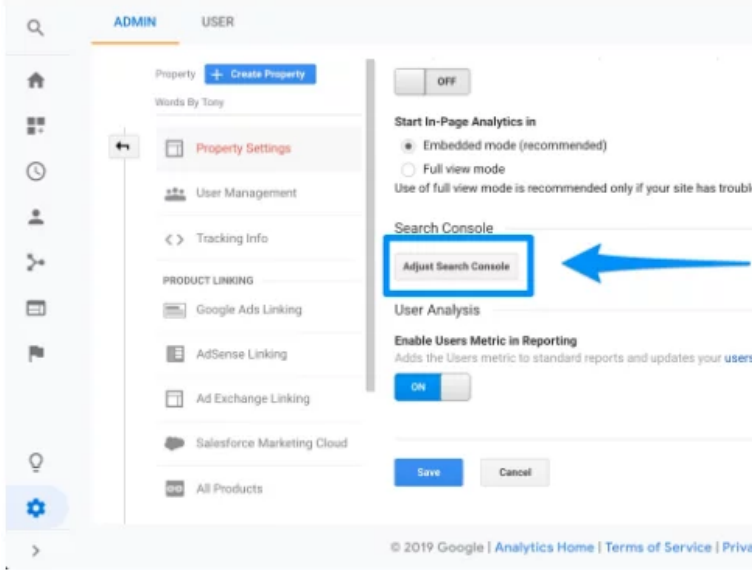 ADMIN USER
Property + Create Property
Words By Tony
Property Settings
User Management
Tracking Info
PRODUCT LINKING
Google Ads Linking
AdSense Linking
Ad Exchange Linking
Salesforce Marketing Cloud
All Products
OFF
Start In-Page Analytics in
Embedded mode (recommended)
Full view mode
Use of full view mode is recommended only if your site has troubl
Search Console
Adjust Search Console
User Analysis
Enable Users Metric in Reporting
Adds the Users metric to standard reports and updates your users
ON
Save Cancel
© 2019 Google | Analytics Home | Terms of Service | Priva